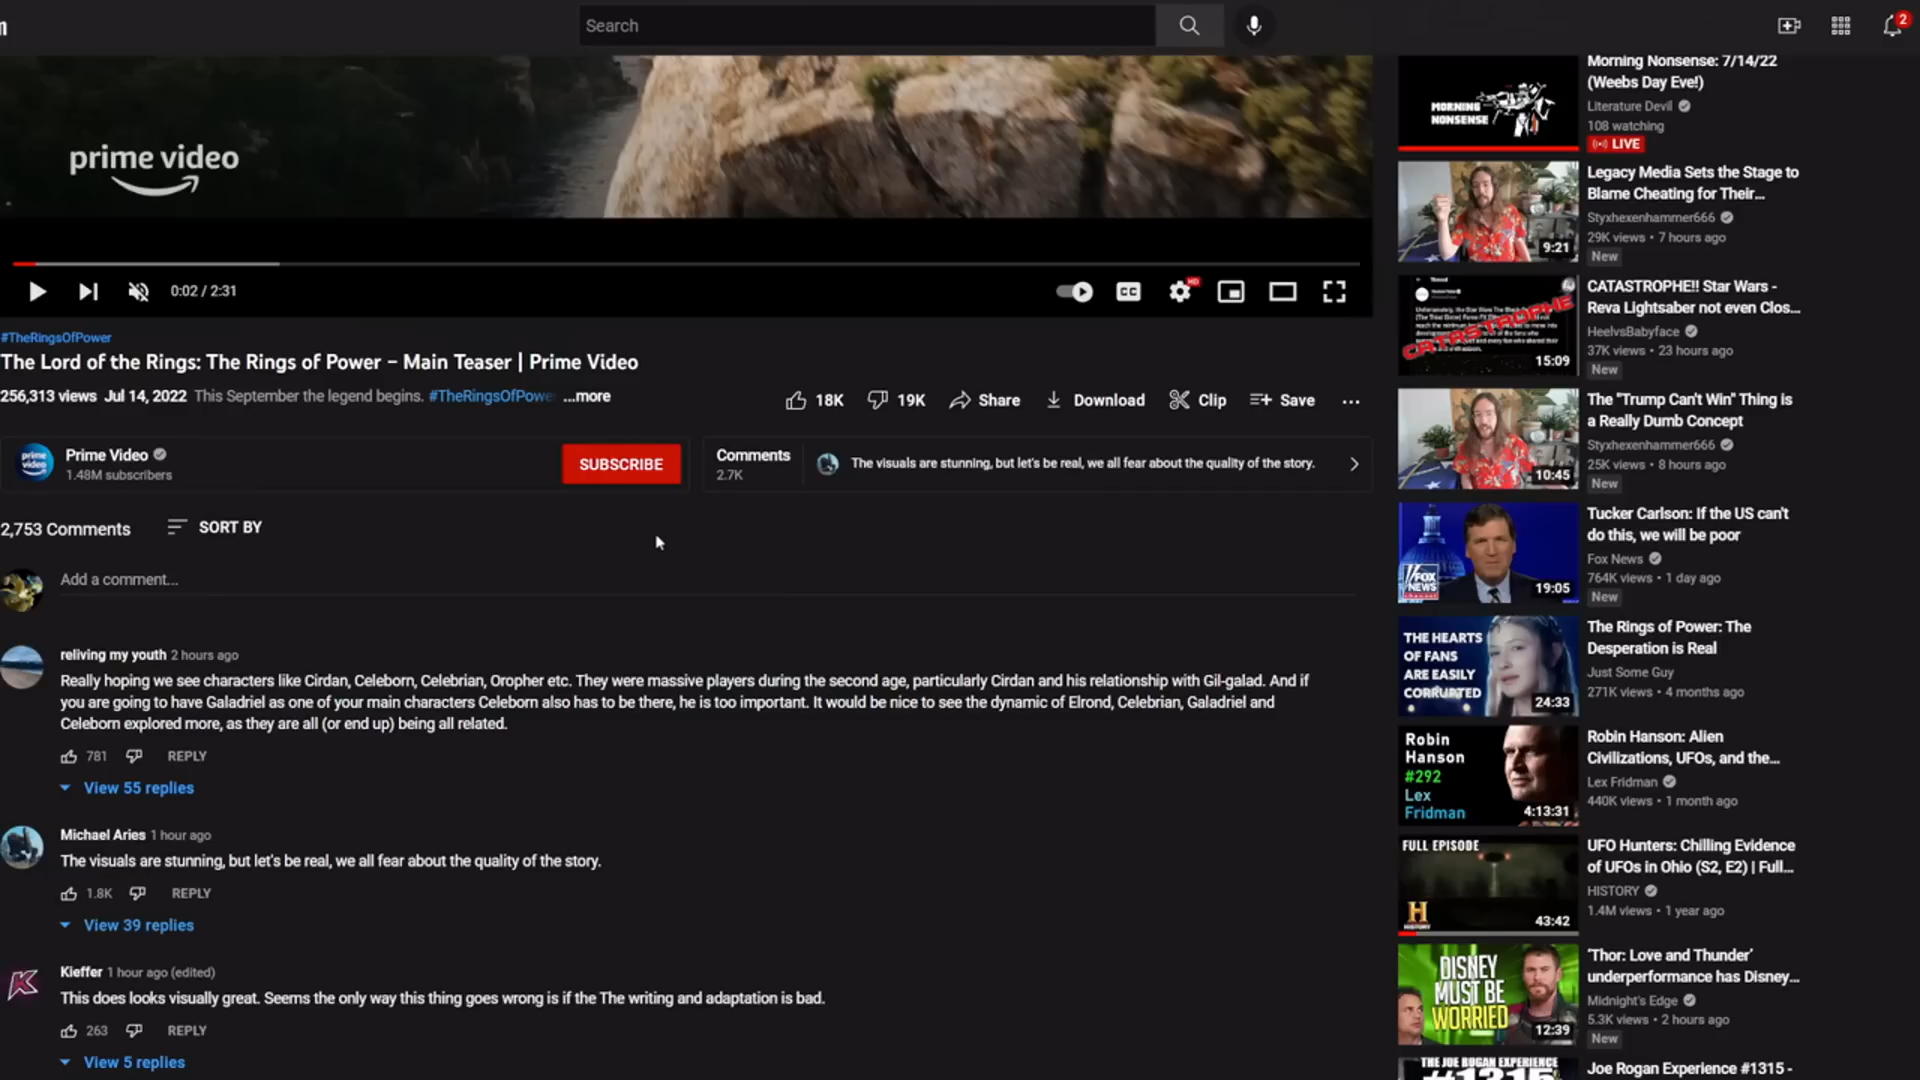 Search
2
prime video
0:02 / 2:31
CC
HD
#TheRingsOfPower
The Lord of the Rings: The Rings of Power – Main Teaser | Prime Video
256,313 views Jul 14, 2022 This September the legend begins. #TheRingsOfPowe ...more
18K 19K Share Download Clip Save ...
prime video
Prime Video
1.48M subscribers
SUBSCRIBE
Comments
2.7K
The visuals are stunning, but let's be real, we all fear about the quality of the story.
2,753 Comments SORT BY
Add a comment...
reliving my youth 2 hours ago
Really hoping we see characters like Cirdan, Celeborn, Celebrian, Oropher etc. They were massive players during the second age, particularly Cirdan and his relationship with Gil-galad. And if
you are going to have Galadriel as one of your main characters Celeborn also has to be there, he is too important. It would be nice to see the dynamic of Elrond, Celebrian, Galadriel and
Celeborn explored more, as they are all (or end up) being all related.
781 REPLY
View 55 replies
Michael Aries 1 hour ago
The visuals are stunning, but let's be real, we all fear about the quality of the story.
1.8K REPLY
View 39 replies
Kieffer 1 hour ago (edited)
This does looks visually great. Seems the only way this thing goes wrong is if the The writing and adaptation is bad.
263 REPLY
View 5 replies
MORNING
NONSENSE
Morning Nonsense: 7/14/22
(Weebs Day Eve!)
Literature Devil
108 watching
LIVE
9:21
Legacy Media Sets the Stage to
Blame Cheating for Their...
Styxhexenhammer666
29K views • 7 hours ago
New
CATASTROPHE
15:09
CATASTROPHE!! Star Wars -
Reva Lightsaber not even Clos...
HeelvsBabyface
37K views • 23 hours ago
New
10:45
The "Trump Can't Win" Thing is
a Really Dumb Concept
Styxhexenhammer666
25K views • 8 hours ago
New
FOX
NEWS
channel
19:05
Tucker Carlson: If the US can't
do this, we will be poor
Fox News
764K views • 1 day ago
New
THE HEARTS
OF FANS
ARE EASILY
CORRUPTED
24:33
The Rings of Power: The
Desperation is Real
Just Some Guy
271K views • 4 months ago
Robin
Hanson
#292
Lex
Fridman
4:13:31
Robin Hanson: Alien
Civilizations, UFOs, and the...
Lex Fridman
440K views • 1 month ago
FULL EPISODE
H
HISTORY
43:42
UFO Hunters: Chilling Evidence
of UFOs in Ohio (S2, E2) | Full...
HISTORY
1.4M views • 1 year ago
DISNEY
MUST BE
WORRIED
12:39
'Thor: Love and Thunder'
underperformance has Disney...
Midnight's Edge
5.3K views • 2 hours ago
New
THE JOE ROGAN EXPERIENCE
#1315
Joe Rogan Experience #1315 -